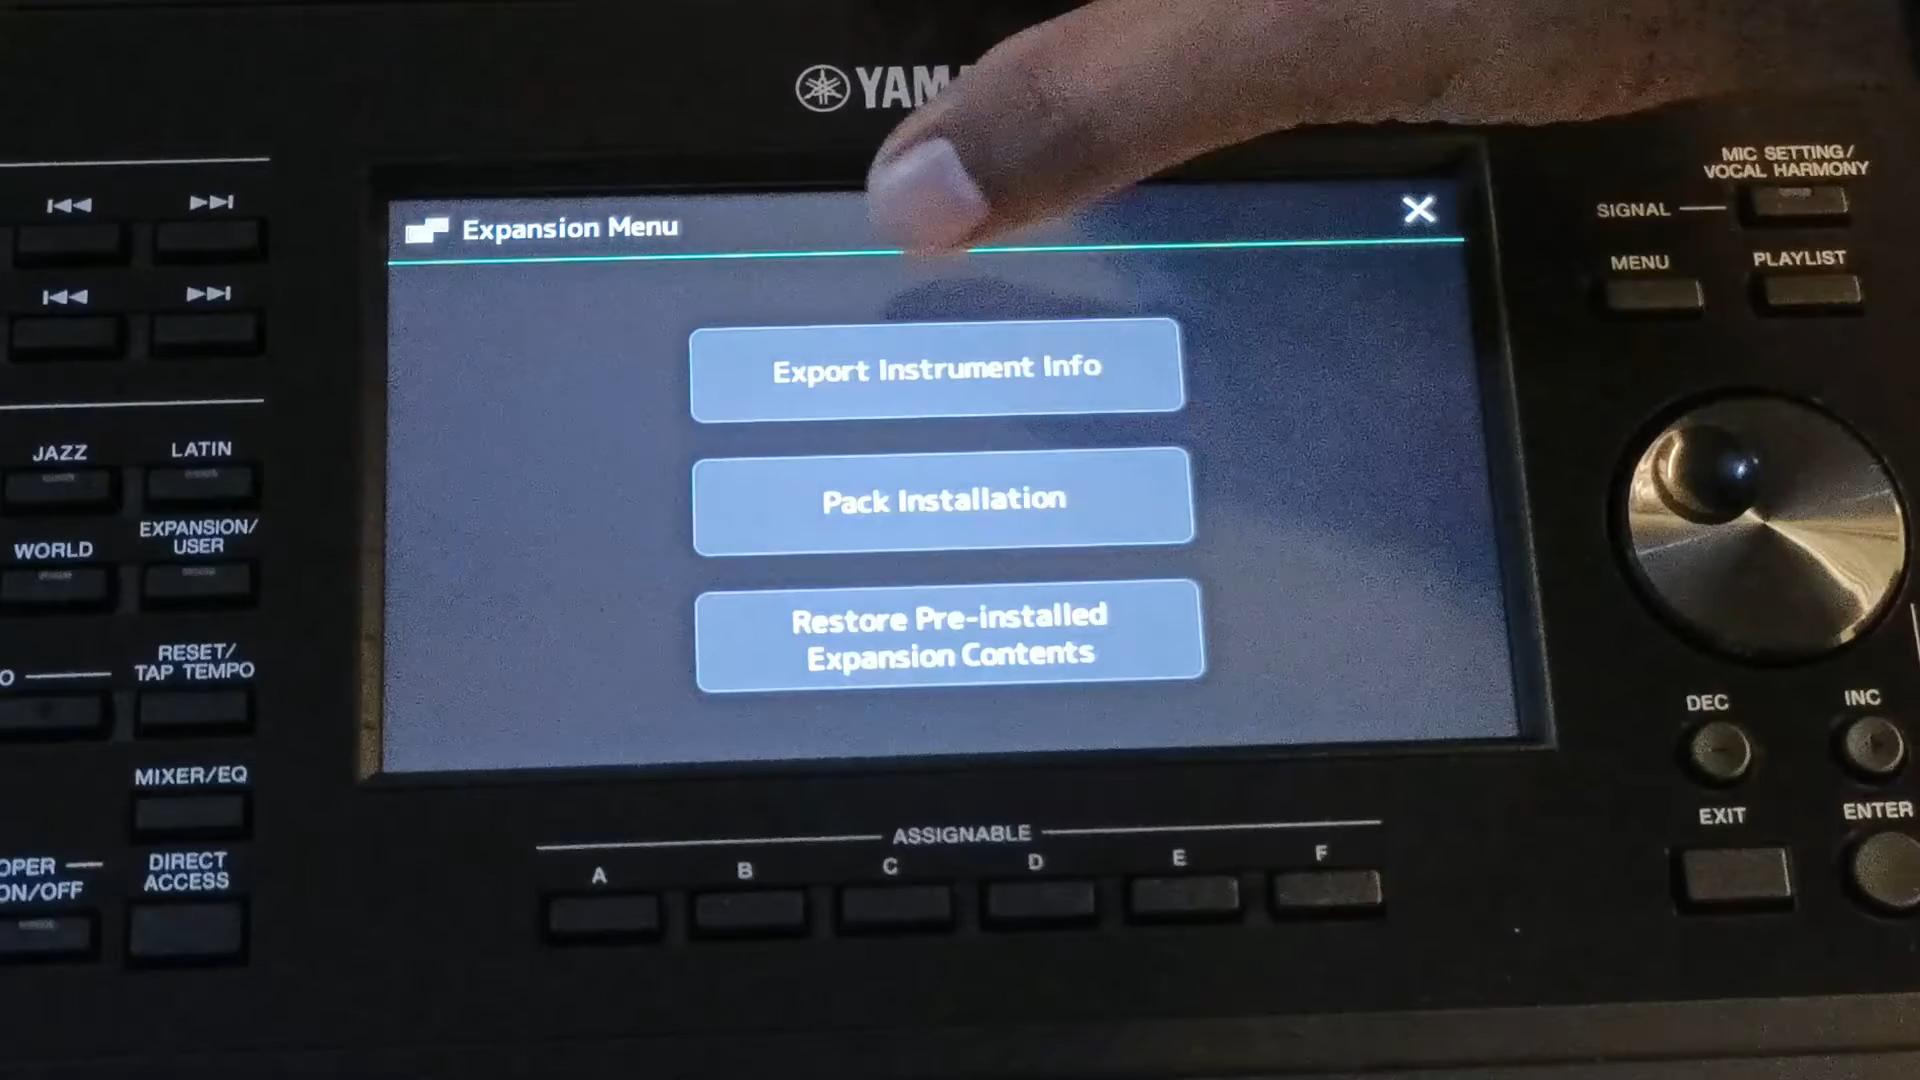 Expansion Menu
Export Instrument Info
Pack Installation
Restore Pre-installed
Expansion Contents
JAZZ
LATIN
WORLD
EXPANSION/
USER
RESET/
TAP TEMPO
MIXER/EQ
ON/OFF
DIRECT
ACCESS
ASSIGNABLE
A
B
C
D
E
F
MIC SETTING/
VOCAL HARMONY
SIGNAL
MENU
PLAYLIST
DEC
INC
EXIT
ENTER